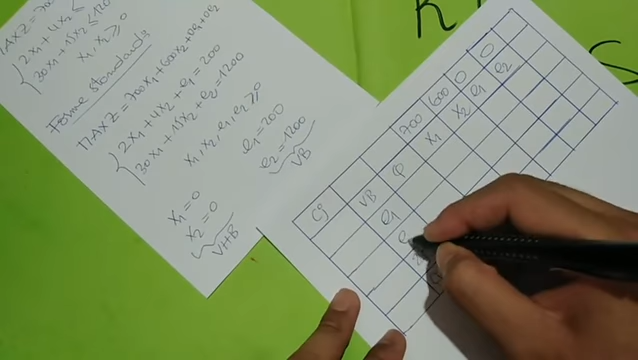 MAX Z = 700
2x1 + 4x2 ≤
30x1 + 15x2 ≤ 1200
x1, x2 ≥ 0
Forme standards
MAX Z = 700x1 + 600x2 + 0e1 + 0e2
2x1 + 4x2 + e1 = 200
30x1 + 15x2 + e2 = 1200
x1, x2, e1, e2 ≥ 0
e1 = 200
e2 = 1200
VB
x1 = 0
x2 = 0
VHB
700 600 0 0
Cj VB φ x1 x2 e1 e2
e1
e